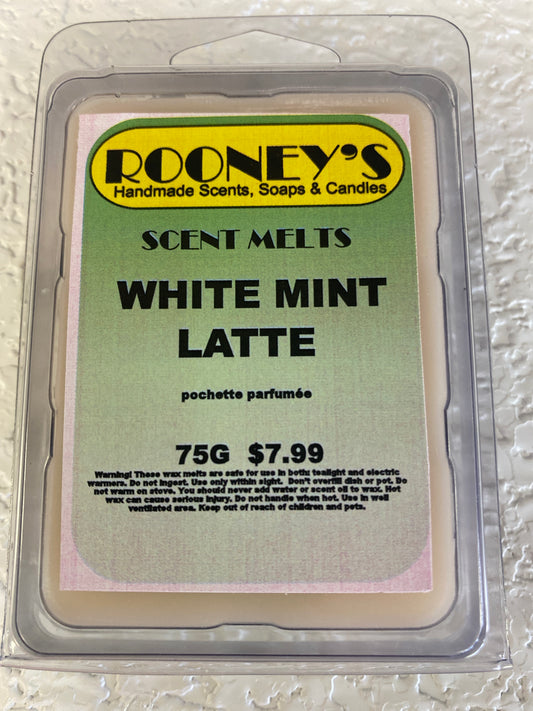 ROONEY'S
Handmade Scents, Soaps & Candles
SCENT MELTS
WHITE MINT
LATTE
pochette parfumée
75G $7.99
Warning! These wax melts are safe for use in both: tealight and electric
warmers. Do not ingest. Use only within sight. Don't overfill dish or pot. Do
not warm on stove. You should never add water or scent oil to wax. Hot
wax can cause serious injury. Do not handle when hot. Use in well
ventilated area. Keep out of reach of children and pets.